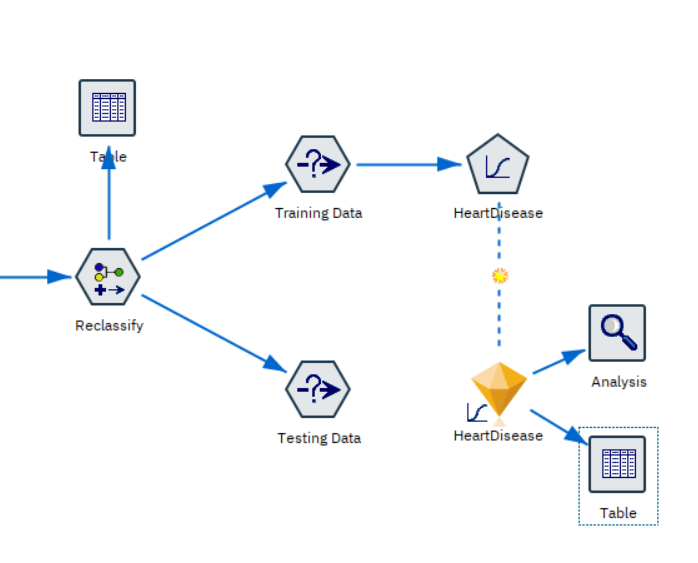 Table
Training Data
HeartDisease
Reclassify
Analysis
Testing Data
HeartDisease
Table